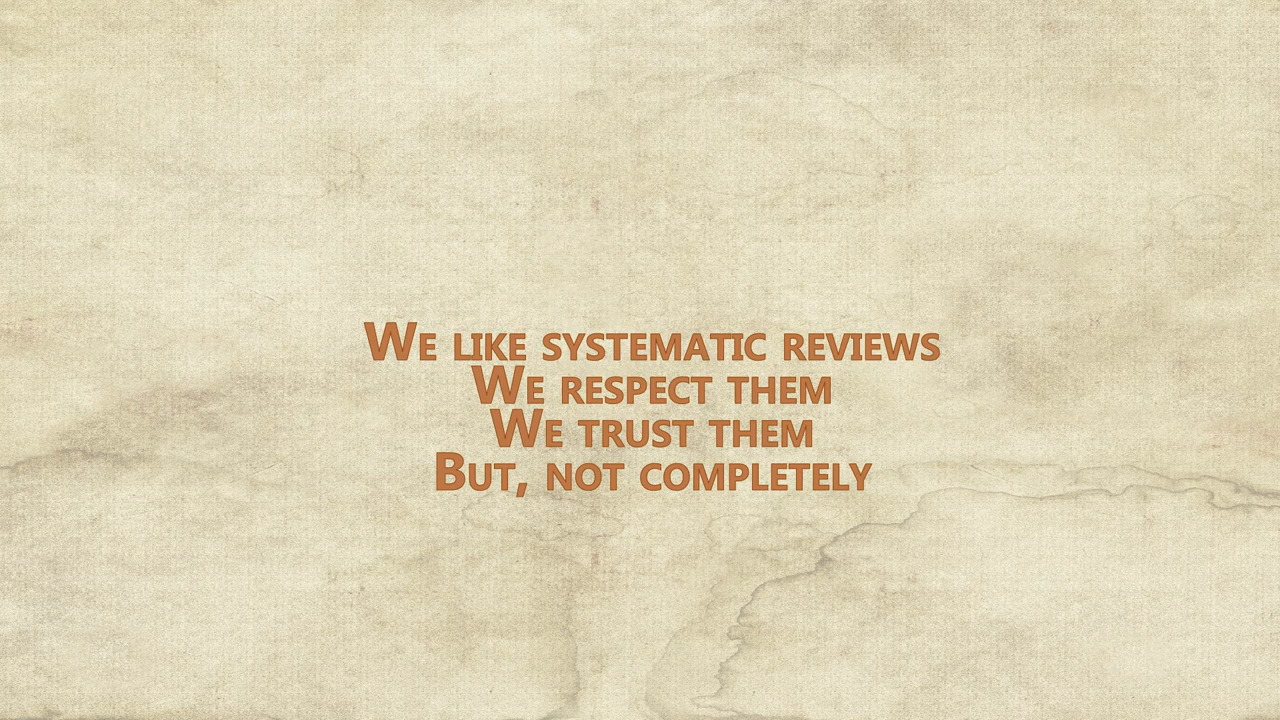 We like systematic reviews
We respect them
We trust them
But, not completely